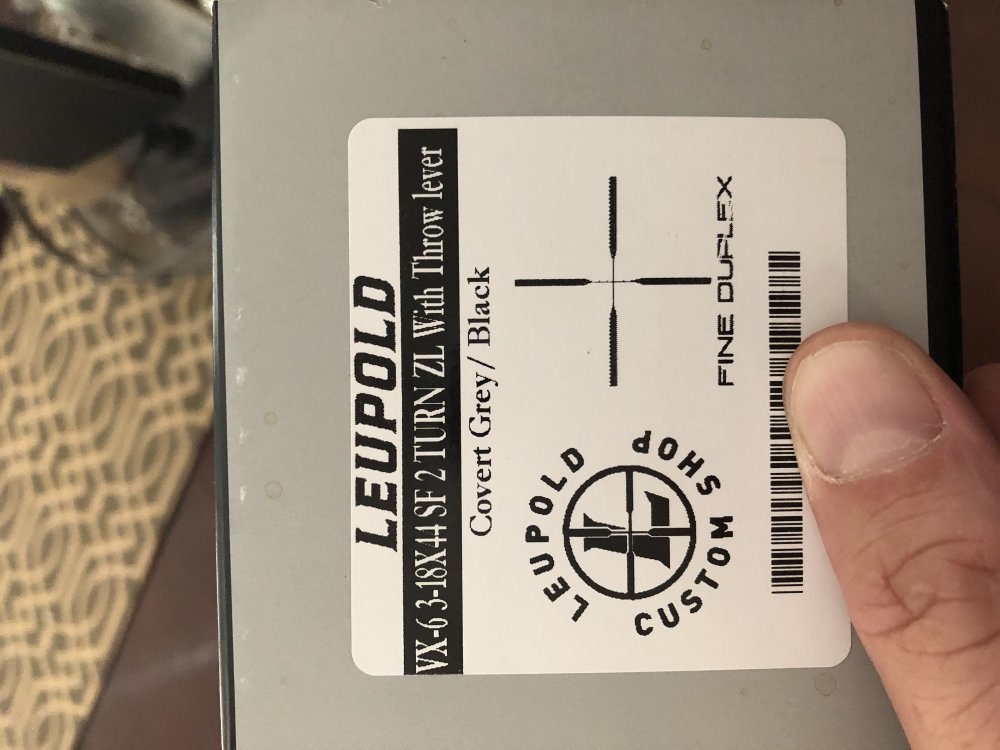 LEUPOLD
VX-6 3-18X44 SF 2 TURN ZL With Throw lever
Covert Grey/ Black
LEUPOLD
CUSTOM SHOP
FINE DUPLEX